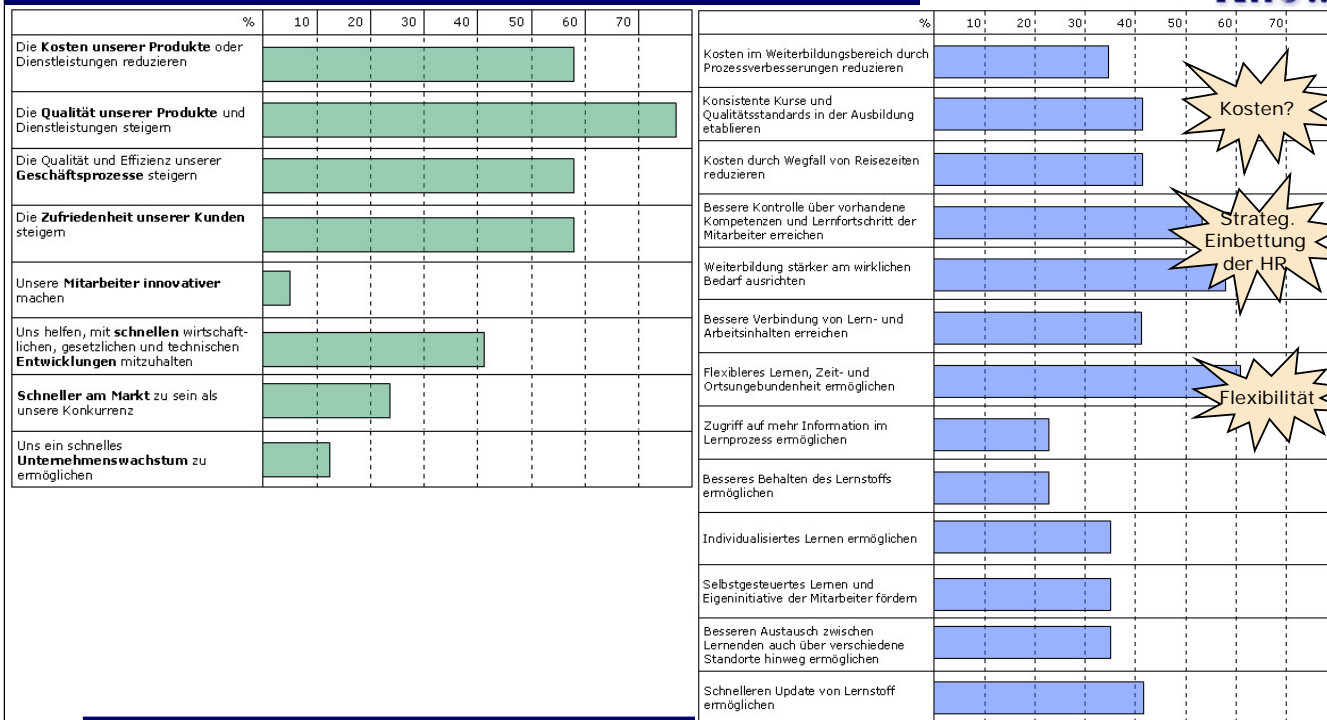 % 10 20 30 40 50 60 70
Die Kosten unserer Produkte oder
Dienstleistungen reduzieren
Die Qualität unserer Produkte und
Dienstleistungen steigern
Die Qualität und Effizienz unserer
Geschäftsprozesse steigern
Die Zufriedenheit unserer Kunden
steigern
Unsere Mitarbeiter innovativer
machen
Uns helfen, mit schnellen wirtschaft-
lichen, gesetzlichen und technischen
Entwicklungen mitzuhalten
Schneller am Markt zu sein als
unsere Konkurrenz
Uns ein schnelles
Unternehmenswachstum zu
ermöglichen
% 10 20 30 40 50 60 70
Kosten im Weiterbildungsbereich durch
Prozessverbesserungen reduzieren
Konsistente Kurse und
Qualitätsstandards in der Ausbildung
etablieren
Kosten durch Wegfall von Reisezeiten
reduzieren
Bessere Kontrolle über vorhandene
Kompetenzen und Lernfortschritt der
Mitarbeiter erreichen
Weiterbildung stärker am wirklichen
Bedarf ausrichten
Bessere Verbindung von Lern- und
Arbeitsinhalten erreichen
Flexibleres Lernen, Zeit- und
Ortsungebundenheit ermöglichen
Zugriff auf mehr Information im
Lernprozess ermöglichen
Besseres Behalten des Lernstoffs
ermöglichen
Individualisiertes Lernen ermöglichen
Selbstgesteuertes Lernen und
Eigeninitiative der Mitarbeiter fördern
Besseren Austausch zwischen
Lernenden auch über verschiedene
Standorte hinweg ermöglichen
Schnelleren Update von Lernstoff
ermöglichen
Kosten?
Strateg.
Einbettung
der HR
Flexibilität